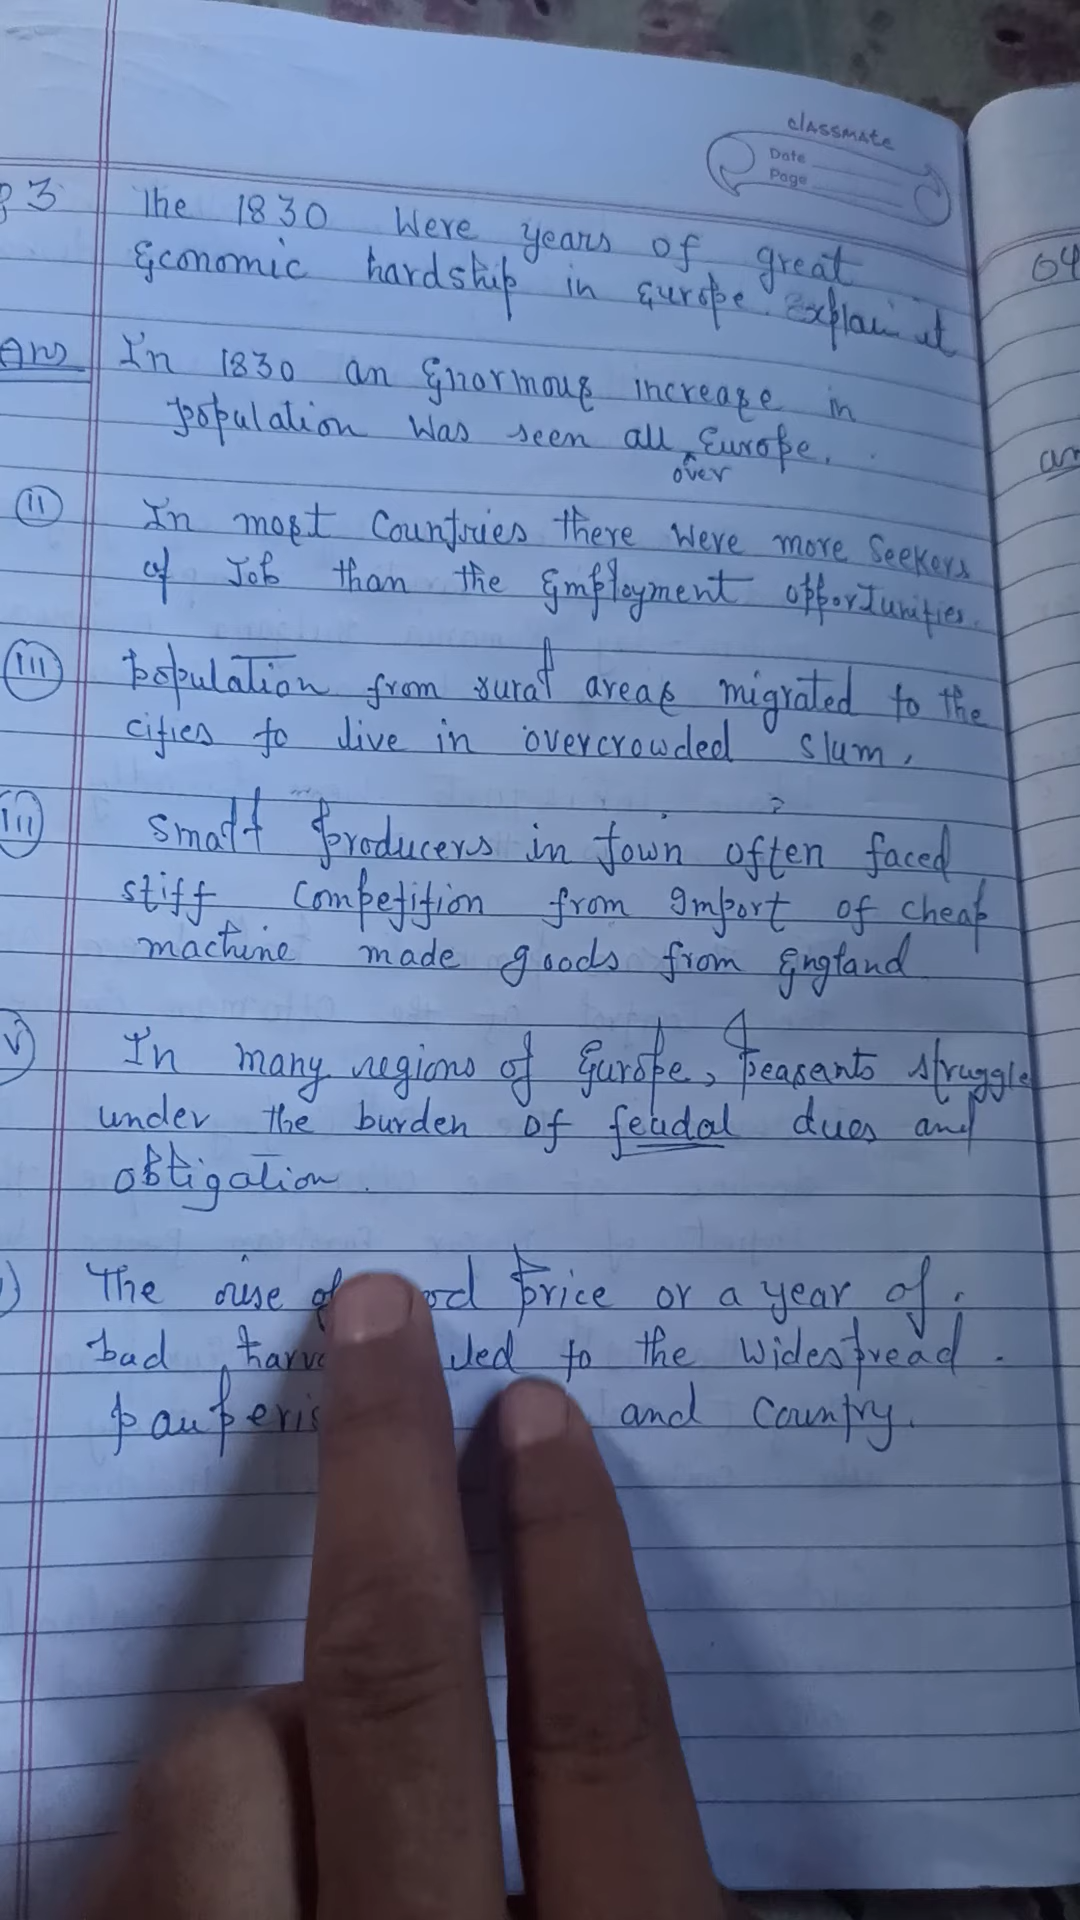 classmate
Date
Page
3 The 1830 Were years of great
Economic hardship in Europe. Explain it
Ans In 1830 an Enormous increase in
population Was seen all Europe.
over
(ii) In most Countries there Were more Seekers
of Job than the Employment opportunities.
(iii) population from rural areas migrated to the
cities to live in overcrowded slum.
(iii) Small producers in town often faced
stiff Competition from import of cheap
machine made goods from England
v) In many regions of Europe, peasants struggle
under the burden of feudal dues and
obligation.
) The rise of price or a year of
bad led to the Widespread
and Country.
04